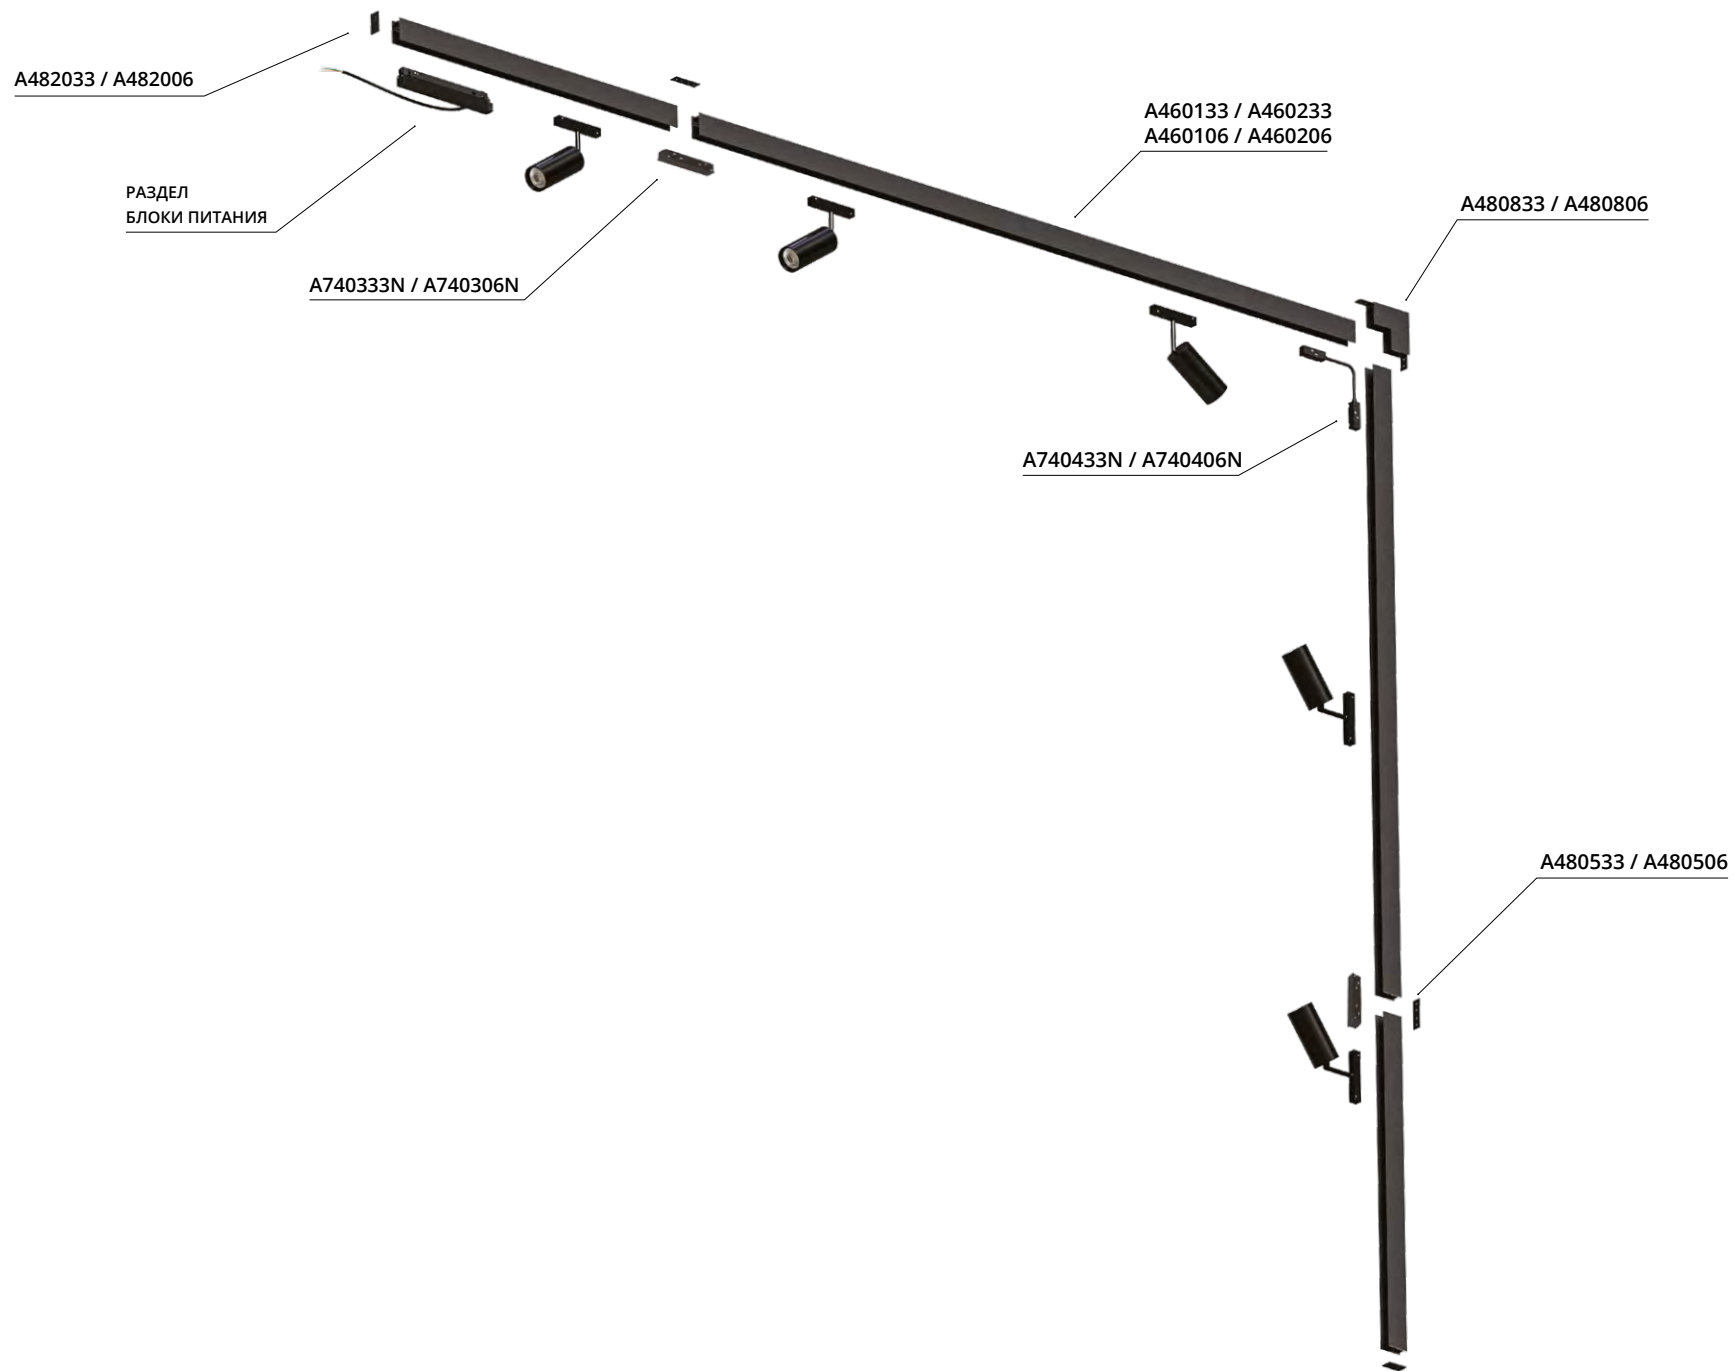 A482033 / A482006
A460133 / A460233
A460106 / A460206
РАЗДЕЛ
БЛОКИ ПИТАНИЯ
A480833 / A480806
A740333N / A740306N
A740433N / A740406N
A480533 / A480506